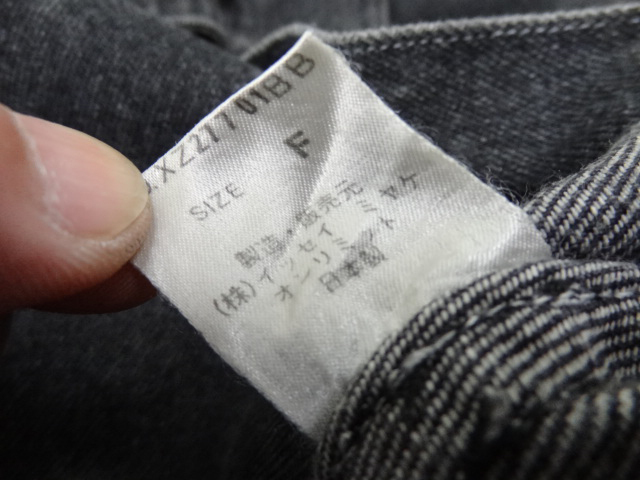 XZ27701BB
SIZE F
製造・販売元
(株)イッセイミヤケ
オンリミット
日本製